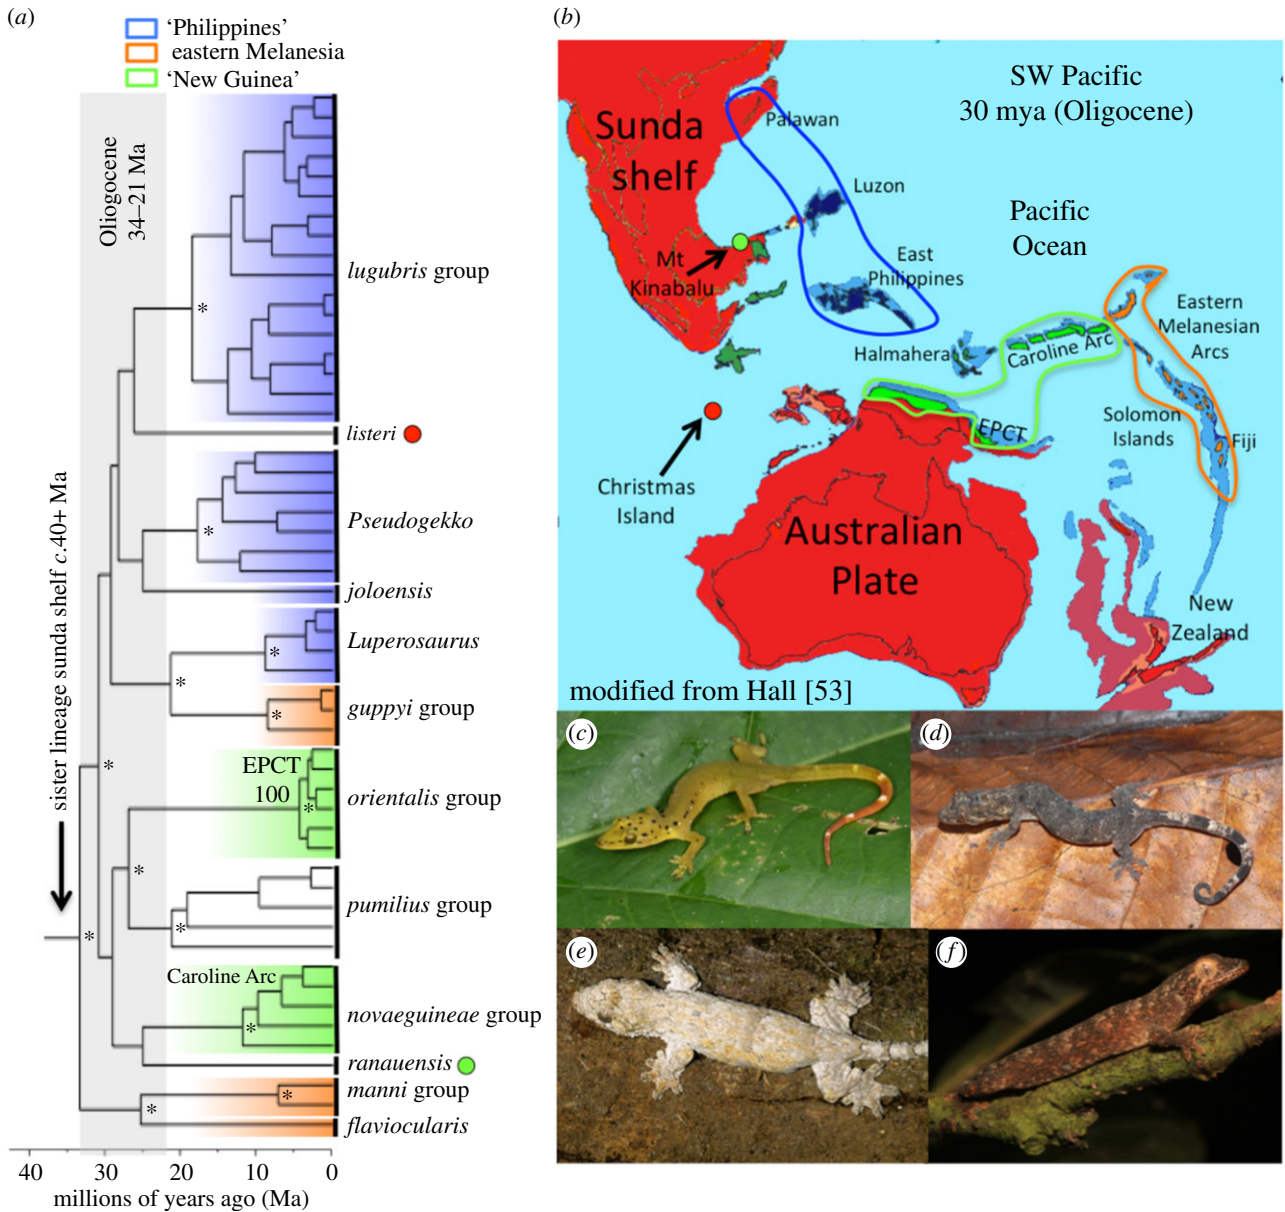 (a)
'Philippines'
eastern Melanesia
'New Guinea'
Oliogocene
34–21 Ma
sister lineage sunda shelf c.40+ Ma
lugubris group
listeri
Pseudogekko
joloensis
Luperosaurus
guppyi group
EPCT
100
orientalis group
pumilius group
Caroline Arc
novaeguineae group
ranauensis
manni group
flaviocularis
*
*
*
*
*
*
*
*
*
*
*
*
*
40 30 20 10 0
millions of years ago (Ma)
(b)
SW Pacific
30 mya (Oligocene)
Sunda
shelf
Palawan
Luzon
Pacific
Ocean
Mt
Kinabalu
East
Philippines
Halmahera
Caroline Arc
Eastern
Melanesian
Arcs
EPCT
Solomon
Islands
Fiji
Christmas
Island
Australian
Plate
New
Zealand
modified from Hall [53]
(c)
(d)
(e)
(f)